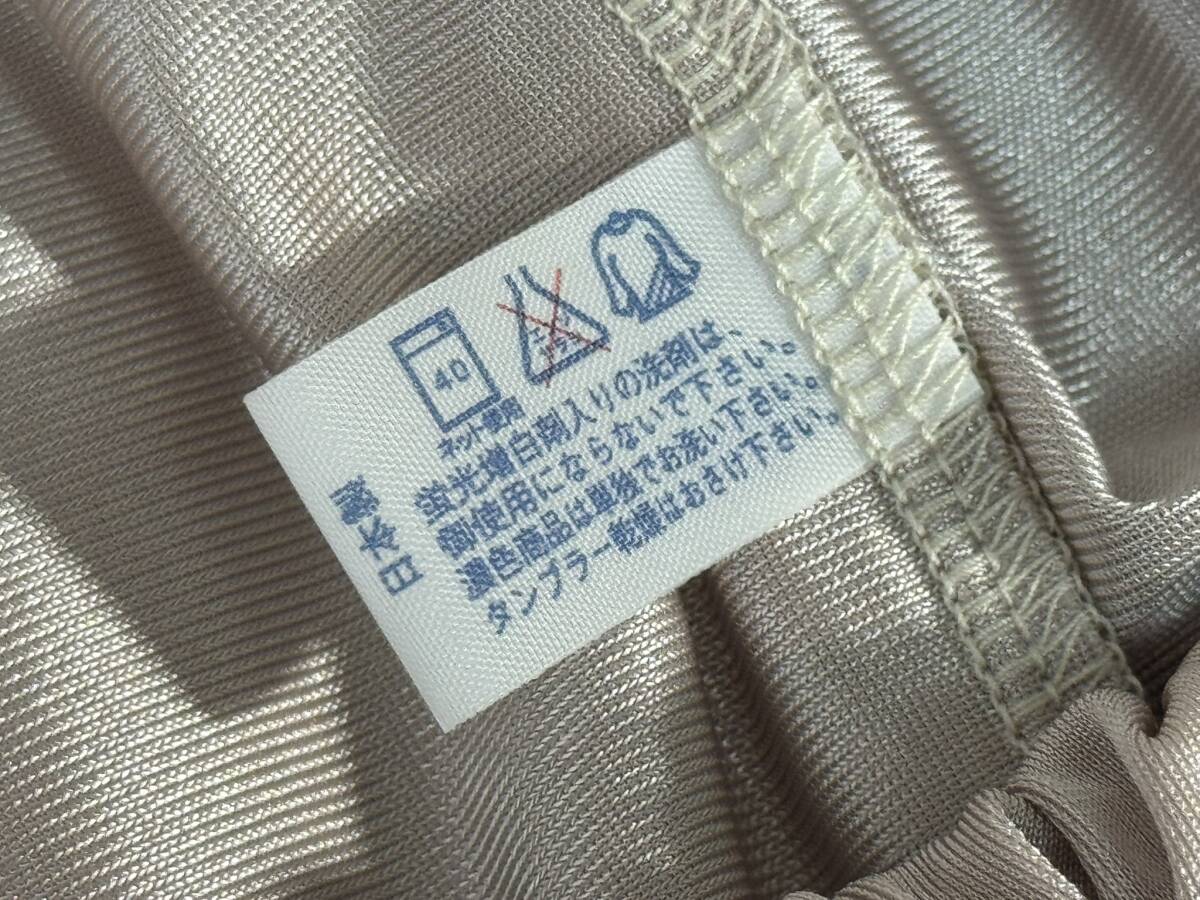 40
ネット使用
蛍光増白剤入りの洗剤は、
御使用にならないで下さい。
濃色商品は単独でお洗い下さい。
タンブラー乾燥はおさけ下さい。
日本製